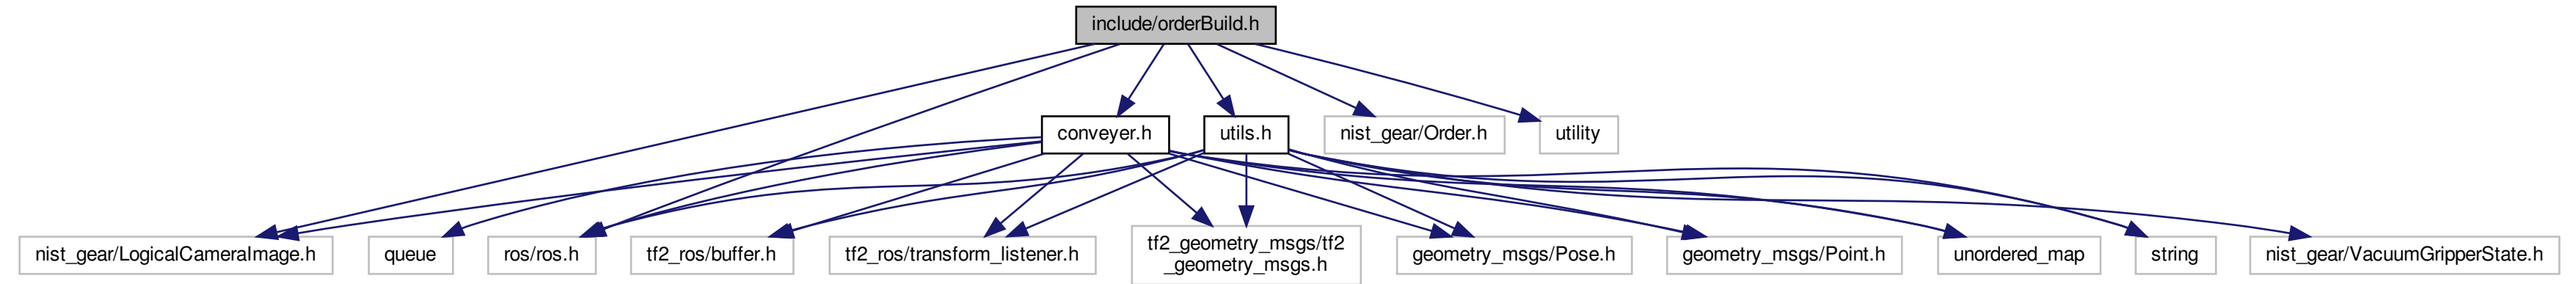 include/orderBuild.h
conveyer.h
utils.h
nist_gear/Order.h
utility
nist_gear/LogicalCameraImage.h
queue
ros/ros.h
tf2_ros/buffer.h
tf2_ros/transform_listener.h
tf2_geometry_msgs/tf2
_geometry_msgs.h
geometry_msgs/Pose.h
geometry_msgs/Point.h
unordered_map
string
nist_gear/VacuumGripperState.h